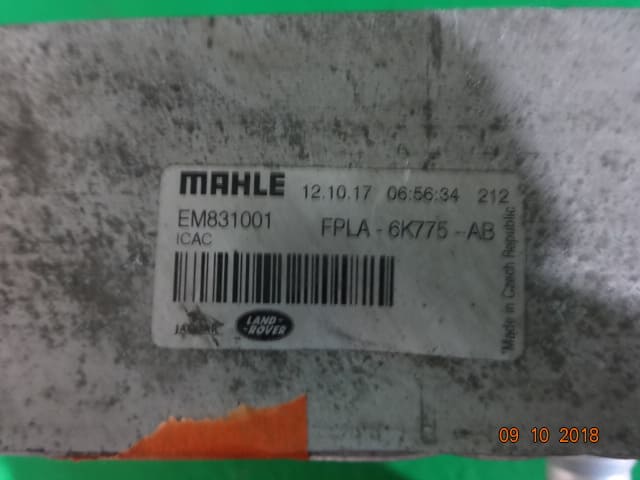 MAHLE 12.10.17 06:56:34 212
EM831001 FPLA - 6K775 - AB
ICAC
JAGUAR LAND-ROVER
Made in Czech Republic
09 10 2018